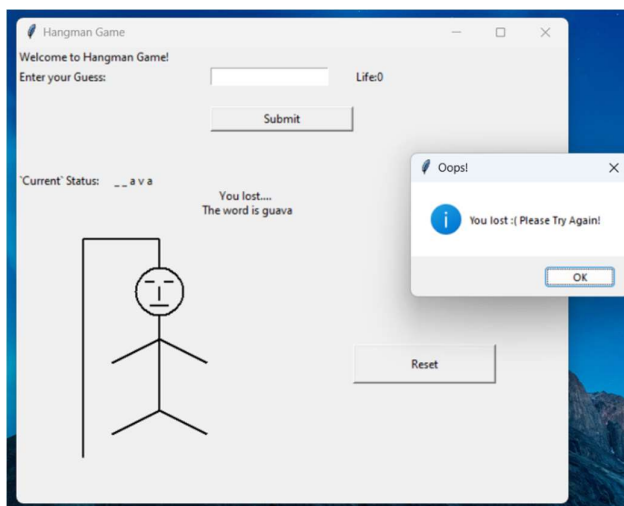 Hangman Game
Welcome to Hangman Game!
Enter your Guess:
Life:0
Submit
`Current` Status: _ _ a v a
You lost....
The word is guava
Oops!
You lost :( Please Try Again!
OK
Reset